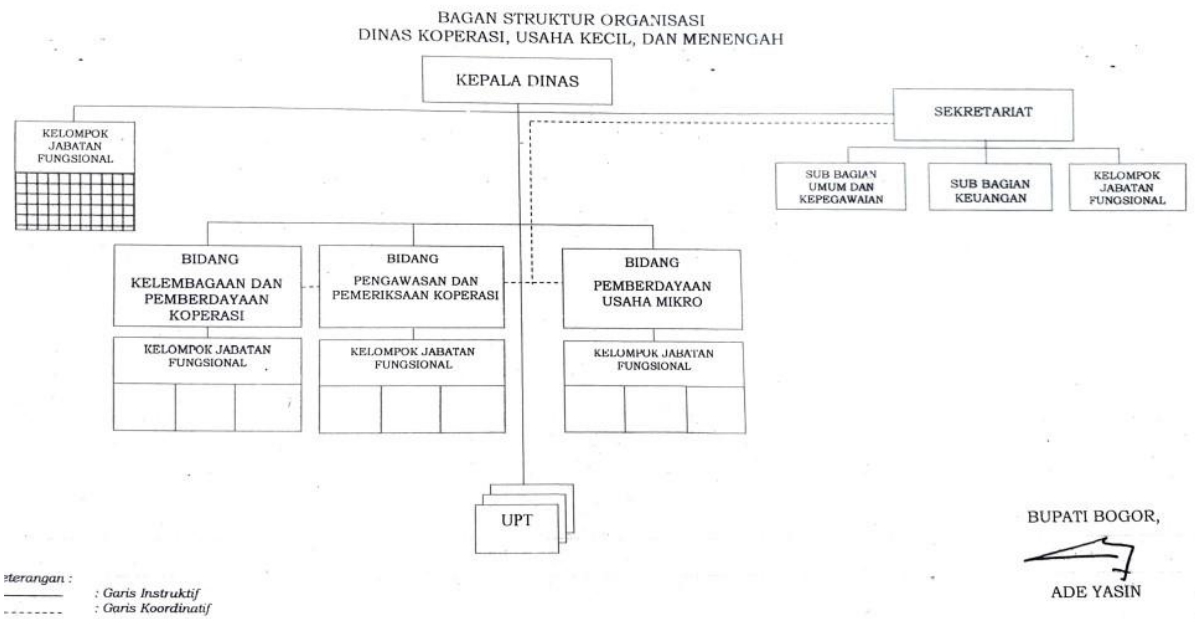 BAGAN STRUKTUR ORGANISASI
DINAS KOPERASI, USAHA KECIL, DAN MENENGAH
KEPALA DINAS
SEKRETARIAT
KELOMPOK
JABATAN
FUNGSIONAL
SUB BAGIAN
UMUM DAN
KEPEGAWAIAN
SUB BAGIAN
KEUANGAN
KELOMPOK
JABATAN
FUNGSIONAL
BIDANG
KELEMBAGAAN DAN
PEMBERDAYAAN
KOPERASI
BIDANG
PENGAWASAN DAN
PEMERIKSAAN KOPERASI
BIDANG
PEMBERDAYAAN
USAHA MIKRO
KELOMPOK JABATAN
FUNGSIONAL
KELOMPOK JABATAN
FUNGSIONAL
KELOMPOK JABATAN
FUNGSIONAL
UPT
BUPATI BOGOR,
ADE YASIN
eterangan :
: Garis Instruktif
: Garis Koordinatif